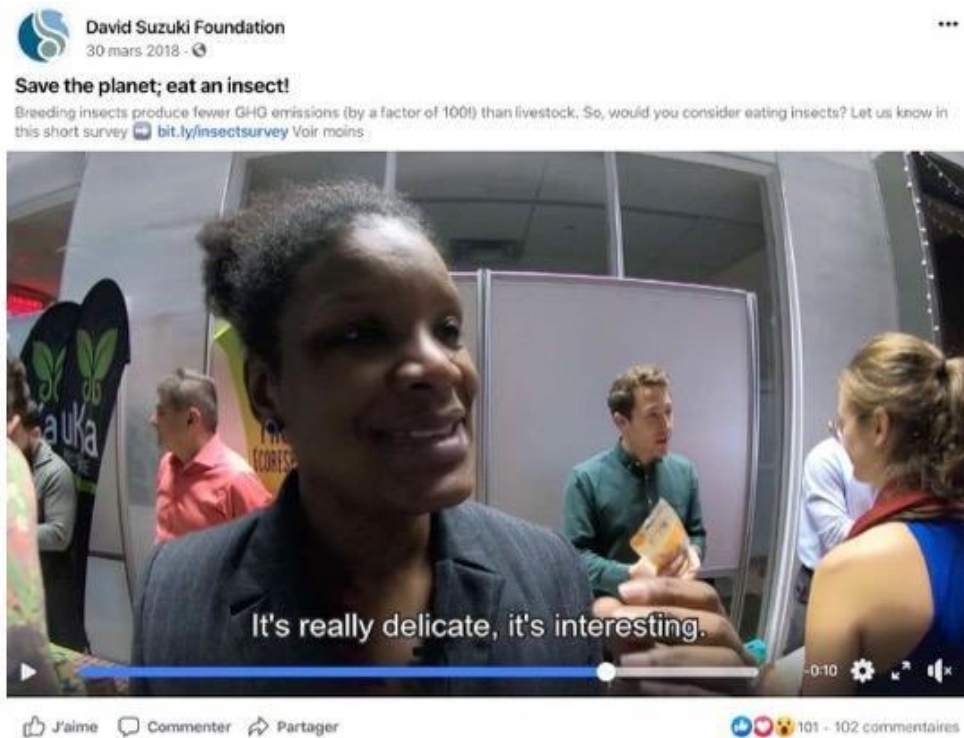 David Suzuki Foundation
30 mars 2018
Save the planet; eat an insect!
Breeding insects produce fewer GHG emissions (by a factor of 100!) than livestock. So, would you consider eating insects? Let us know in
this short survey ➡️ bit.ly/insectsurvey Voir moins
a uKa
It's really delicate, it's interesting.
-0:10
J'aime Commenter Partager 101 · 102 commentaires